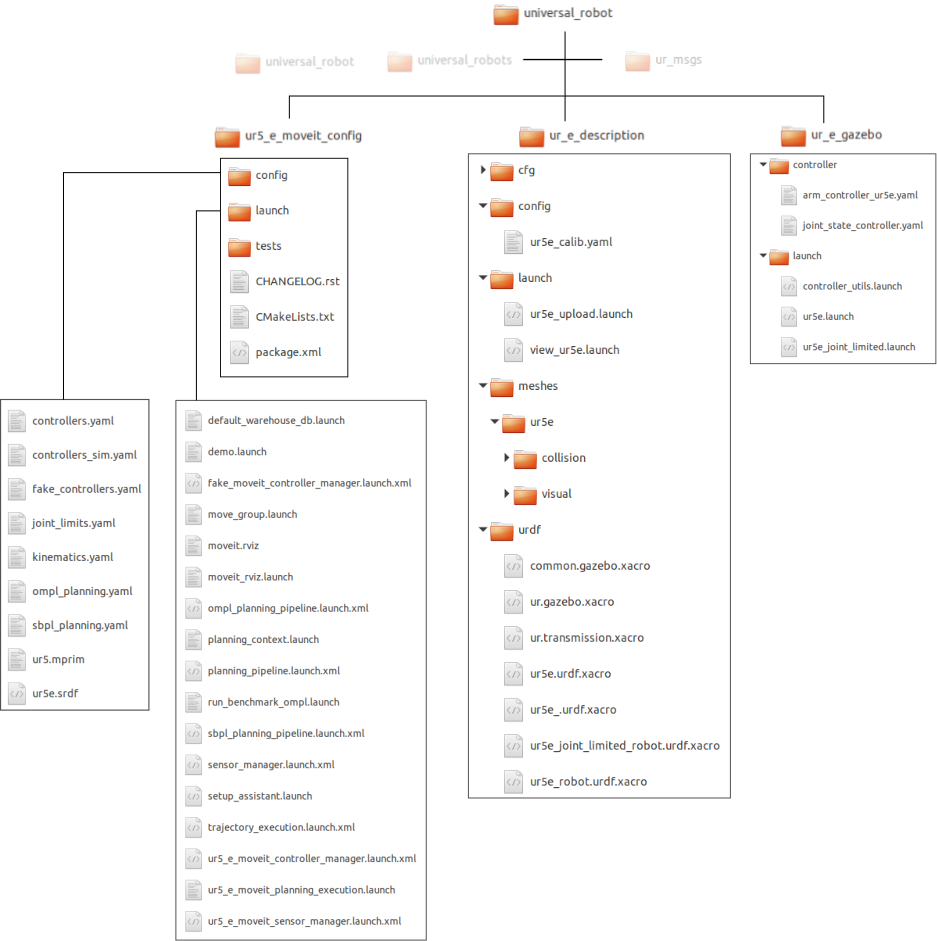 universal_robot
universal_robot
universal_robots
ur_msgs
ur5_e_moveit_config
config
launch
tests
CHANGELOG.rst
CMakeLists.txt
package.xml
controllers.yaml
controllers_sim.yaml
fake_controllers.yaml
joint_limits.yaml
kinematics.yaml
ompl_planning.yaml
sbpl_planning.yaml
ur5.mprim
ur5e.srdf
default_warehouse_db.launch
demo.launch
fake_moveit_controller_manager.launch.xml
move_group.launch
moveit.rviz
moveit_rviz.launch
ompl_planning_pipeline.launch.xml
planning_context.launch
planning_pipeline.launch.xml
run_benchmark_ompl.launch
sbpl_planning_pipeline.launch.xml
sensor_manager.launch.xml
setup_assistant.launch
trajectory_execution.launch.xml
ur5_e_moveit_controller_manager.launch.xml
ur5_e_moveit_planning_execution.launch
ur5_e_moveit_sensor_manager.launch.xml
ur_e_description
cfg
config
ur5e_calib.yaml
launch
ur5e_upload.launch
view_ur5e.launch
meshes
ur5e
collision
visual
urdf
common.gazebo.xacro
ur.gazebo.xacro
ur.transmission.xacro
ur5e.urdf.xacro
ur5e_.urdf.xacro
ur5e_joint_limited_robot.urdf.xacro
ur5e_robot.urdf.xacro
ur_e_gazebo
controller
arm_controller_ur5e.yaml
joint_state_controller.yaml
launch
controller_utils.launch
ur5e.launch
ur5e_joint_limited.launch